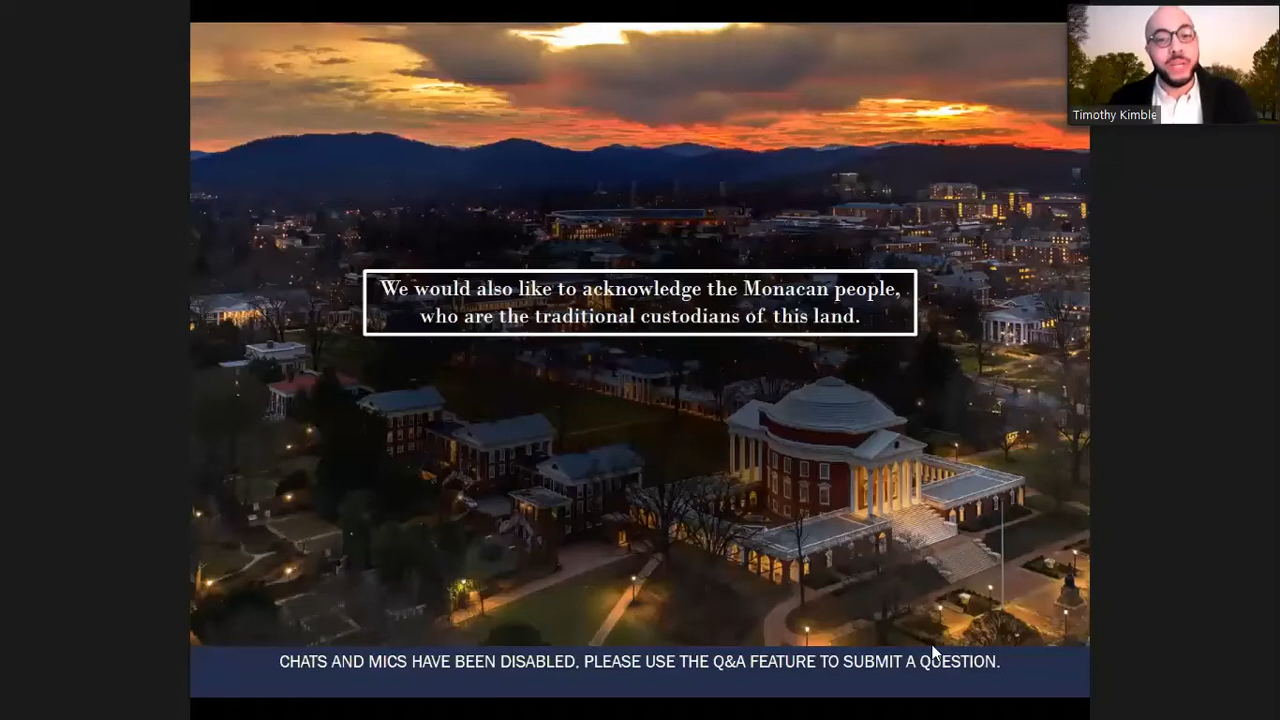 Timothy Kimble
We would also like to acknowledge the Monacan people,
who are the traditional custodians of this land.
CHATS AND MICS HAVE BEEN DISABLED, PLEASE USE THE Q&A FEATURE TO SUBMIT A QUESTION.